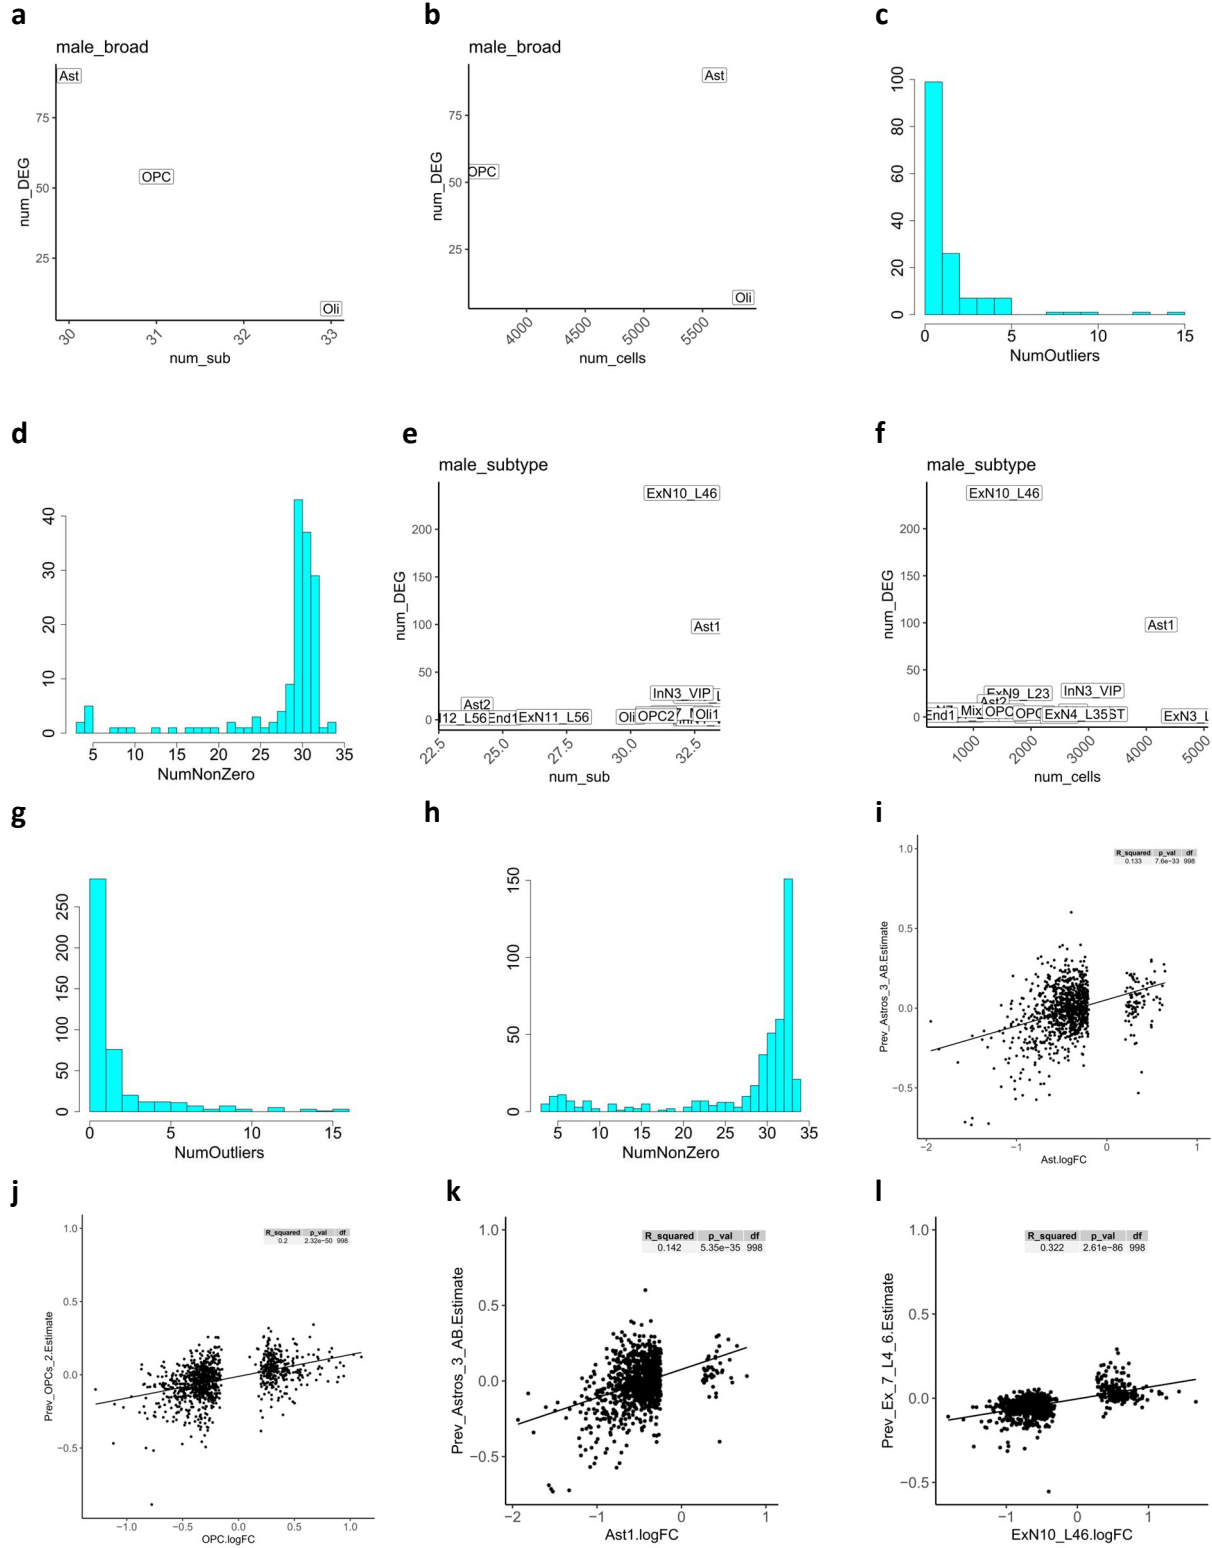 a
male_broad
Ast
OPC
Oli
75
50
25
num_DEG
30 31 32 33
num_sub
b
male_broad
Ast
OPC
Oli
75
50
25
num_DEG
4000 4500 5000 5500
num_cells
c
100
80
60
40
20
0
0 5 10 15
NumOutliers
d
40
30
20
10
0
5 10 15 20 25 30 35
NumNonZero
e
male_subtype
ExN10_L46
Ast1
InN3_VIP
Ast2
End1
ExN11_L56
Oli
OPC2
Oli1
200
150
100
50
0
num_DEG
22.5 25.0 27.5 30.0 32.5
num_sub
f
male_subtype
ExN10_L46
Ast1
ExN9_L23
InN3_VIP
Ast2
End1
Mix
OPC
OPC
ExN4_L35
ST
ExN3_L
200
150
100
50
0
num_DEG
1000 2000 3000 4000 5000
num_cells
g
250
200
150
100
50
0
0 5 10 15
NumOutliers
h
150
100
50
0
5 10 15 20 25 30 35
NumNonZero
i
R_squared p_val df
0.133 7.6e−33 998
1.0
0.5
0.0
−0.5
Prev_Astros_3_AB.Estimate
−2 −1 0 1
Ast.logFC
j
R_squared p_val df
0.2 2.32e−50 998
1.0
0.5
0.0
−0.5
Prev_OPCs_2.Estimate
−1.0 −0.5 0.0 0.5 1.0
OPC.logFC
k
R_squared p_val df
0.142 5.35e−35 998
1.0
0.5
0.0
−0.5
Prev_Astros_3_AB.Estimate
−2 −1 0 1
Ast1.logFC
l
R_squared p_val df
0.322 2.61e−86 998
1.0
0.5
0.0
−0.5
Prev_Ex_7_L4_6.Estimate
−1 0 1
ExN10_L46.logFC